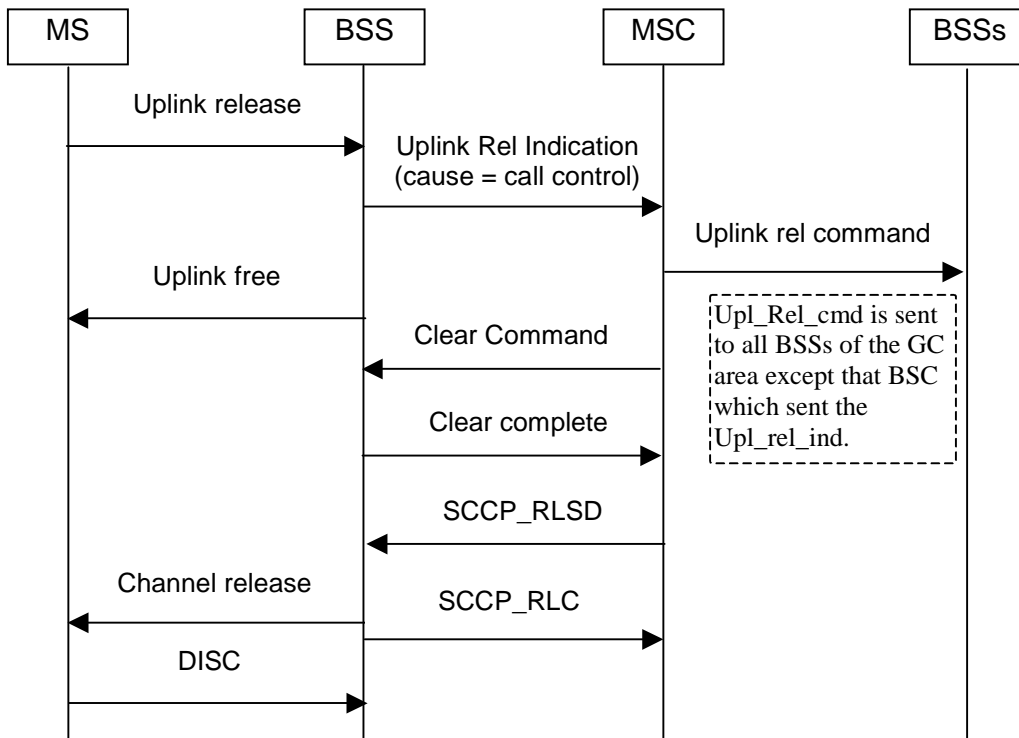 MS
BSS
MSC
BSSs
Uplink release
Uplink Rel Indication
(cause = call control)
Uplink rel command
Uplink free
Upl_Rel_cmd is sent
to all BSSs of the GC
area except that BSC
which sent the
Upl_rel_ind.
Clear Command
Clear complete
SCCP_RLSD
Channel release
SCCP_RLC
DISC